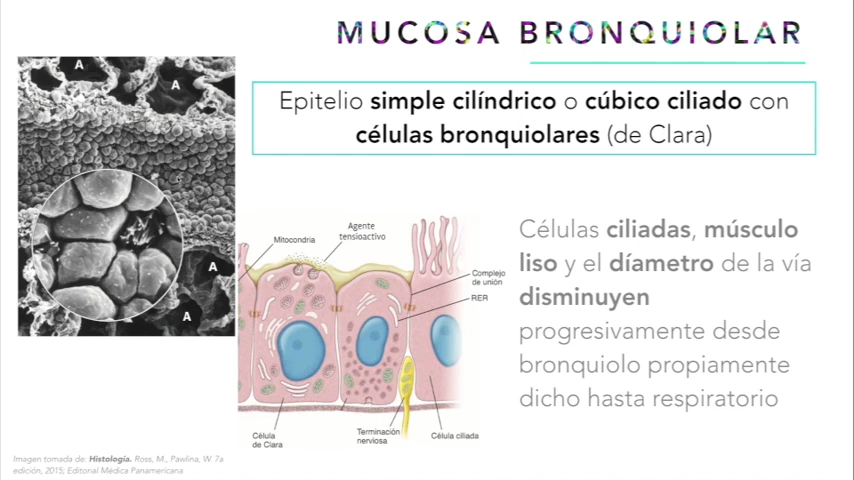 MUCOSA BRONQUIOLAR
Epitelio simple cilíndrico o cúbico ciliado con
células bronquiolares (de Clara)
A
A
A
A
Mitocondria
Agente
tensioactivo
Complejo
de unión
RER
Célula
de Clara
Terminación
nerviosa
Célula ciliada
Células ciliadas, músculo
liso y el díametro de la vía
disminuyen
progresivamente desde
bronquiolo propiamente
dicho hasta respiratorio
Imagen tomada de: Histología. Ross, M., Pawlina, W. 7a
edición, 2015; Editorial Médica Panamericana